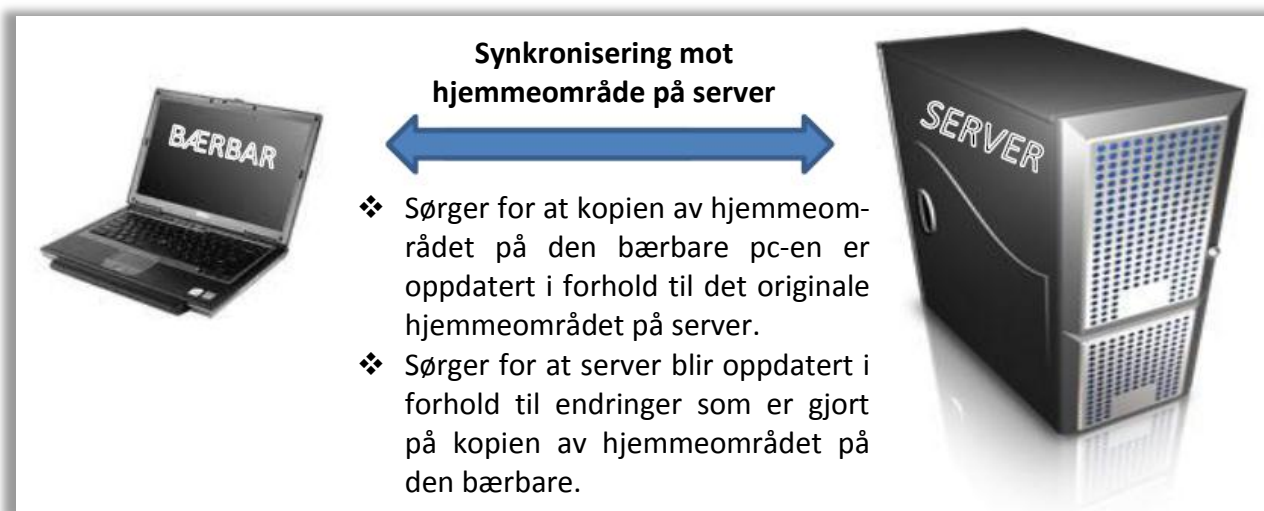 Synkronisering mot
hjemmeområde på server
BÆRBAR
SERVER
❖ Sørger for at kopien av hjemmeom-
rådet på den bærbare pc-en er
oppdatert i forhold til det originale
hjemmeområdet på server.
❖ Sørger for at server blir oppdatert i
forhold til endringer som er gjort
på kopien av hjemmeområdet på
den bærbare.